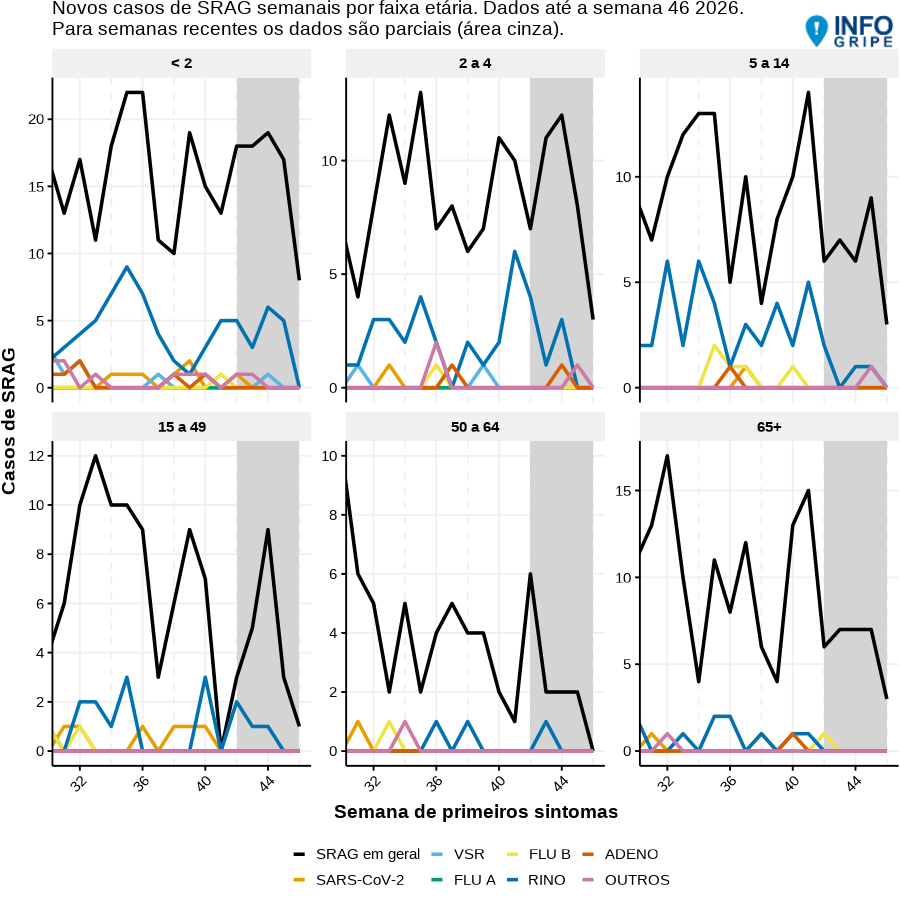 Novos casos de SRAG semanais por faixa etária. Dados até a semana 46 2026.
Para semanas recentes os dados são parciais (área cinza).
INFO
GRIPE
< 2
2 a 4
5 a 14
20
15
10
5
0
10
5
0
10
5
0
Casos de SRAG
15 a 49
50 a 64
65+
12
10
8
6
4
2
0
10
8
6
4
2
0
15
10
5
0
32 36 40 44
32 36 40 44
32 36 40 44
Semana de primeiros sintomas
SRAG em geral VSR FLU B ADENO
SARS-CoV-2 FLU A RINO OUTROS